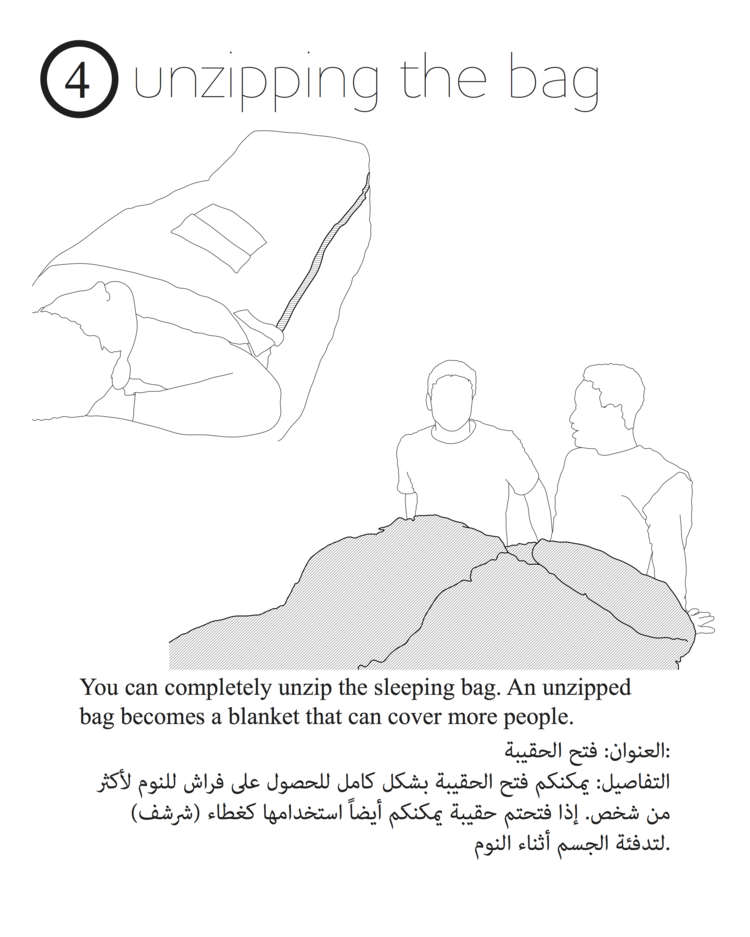 4 unzipping the bag
You can completely unzip the sleeping bag. An unzipped
bag becomes a blanket that can cover more people.
العنوان: فتح الحقيبة:
التفاصيل: يمكنكم فتح الحقيبة بشكل كامل للحصول على فراش للنوم لأكثر
من شخص. إذا فتحتم حقيبة يمكنكم أيضاً استخدامها كغطاء (شرشف)
لتدفئة الجسم أثناء النوم.